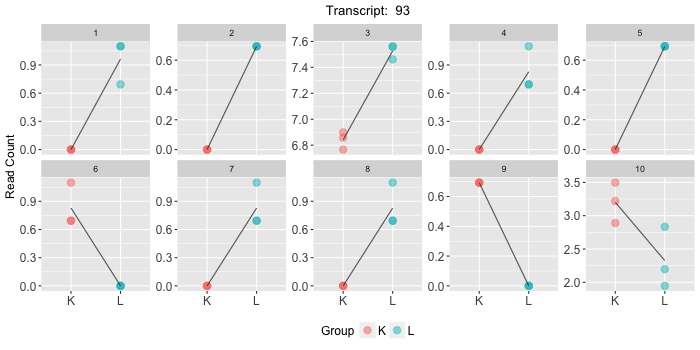 Transcript:  93
1 2 3 4 5
0.9 0.6 0.3 0.0
0.6 0.4 0.2 0.0
7.6 7.4 7.2 7.0 6.8
0.9 0.6 0.3 0.0
0.6 0.4 0.2 0.0
Read Count
6 7 8 9 10
0.9 0.6 0.3 0.0
0.9 0.6 0.3 0.0
0.9 0.6 0.3 0.0
0.6 0.4 0.2 0.0
3.5 3.0 2.5 2.0
K L K L K L K L K L
Group K L